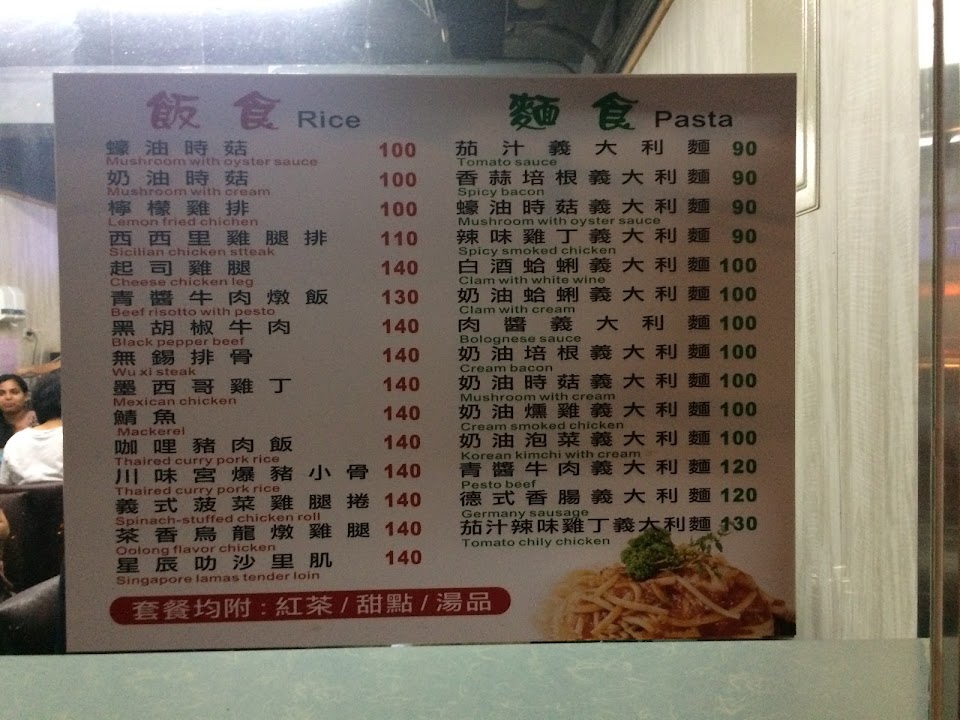 飯食 Rice
蠔油時菇 100
Mushroom with oyster sauce
奶油時菇 100
Mushroom with cream
檸檬雞排 100
Lemon fried chichen
西西里雞腿排 110
Sicilian chicken stteak
起司雞腿 140
Cheese chicken leg
青醬牛肉燉飯 130
Beef risotto with pesto
黑胡椒牛肉 140
Black pepper beef
無錫排骨 140
Wu xi steak
墨西哥雞丁 140
Mexican chicken
鯖魚 140
Mackerel
咖哩豬肉飯 140
Thaired curry pork rice
川味宮爆豬小骨 140
Thaired curry pork rice
義式菠菜雞腿捲 140
Spinach-stuffed chicken roll
茶香烏龍燉雞腿 140
Oolong flavor chicken
星辰叻沙里肌 140
Singapore lamas tender loin
套餐均附:紅茶/甜點/湯品
麵食 Pasta
茄汁義大利麵 90
Tomato sauce
香蒜培根義大利麵 90
Spicy bacon
蠔油時菇義大利麵 90
Mushroom with oyster sauce
辣味雞丁義大利麵 90
Spicy smoked chicken
白酒蛤蜊義大利麵 100
Clam with white wine
奶油蛤蜊義大利麵 100
Clam with cream
肉醬義大利麵 100
Bolognese sauce
奶油培根義大利麵 100
Cream bacon
奶油時菇義大利麵 100
Mushroom with cream
奶油燻雞義大利麵 100
Cream smoked chicken
奶油泡菜義大利麵 100
Korean kimchi with cream
青醬牛肉義大利麵 120
Pesto beef
德式香腸義大利麵 120
Germany sausage
茄汁辣味雞丁義大利麵 130
Tomato chily chicken